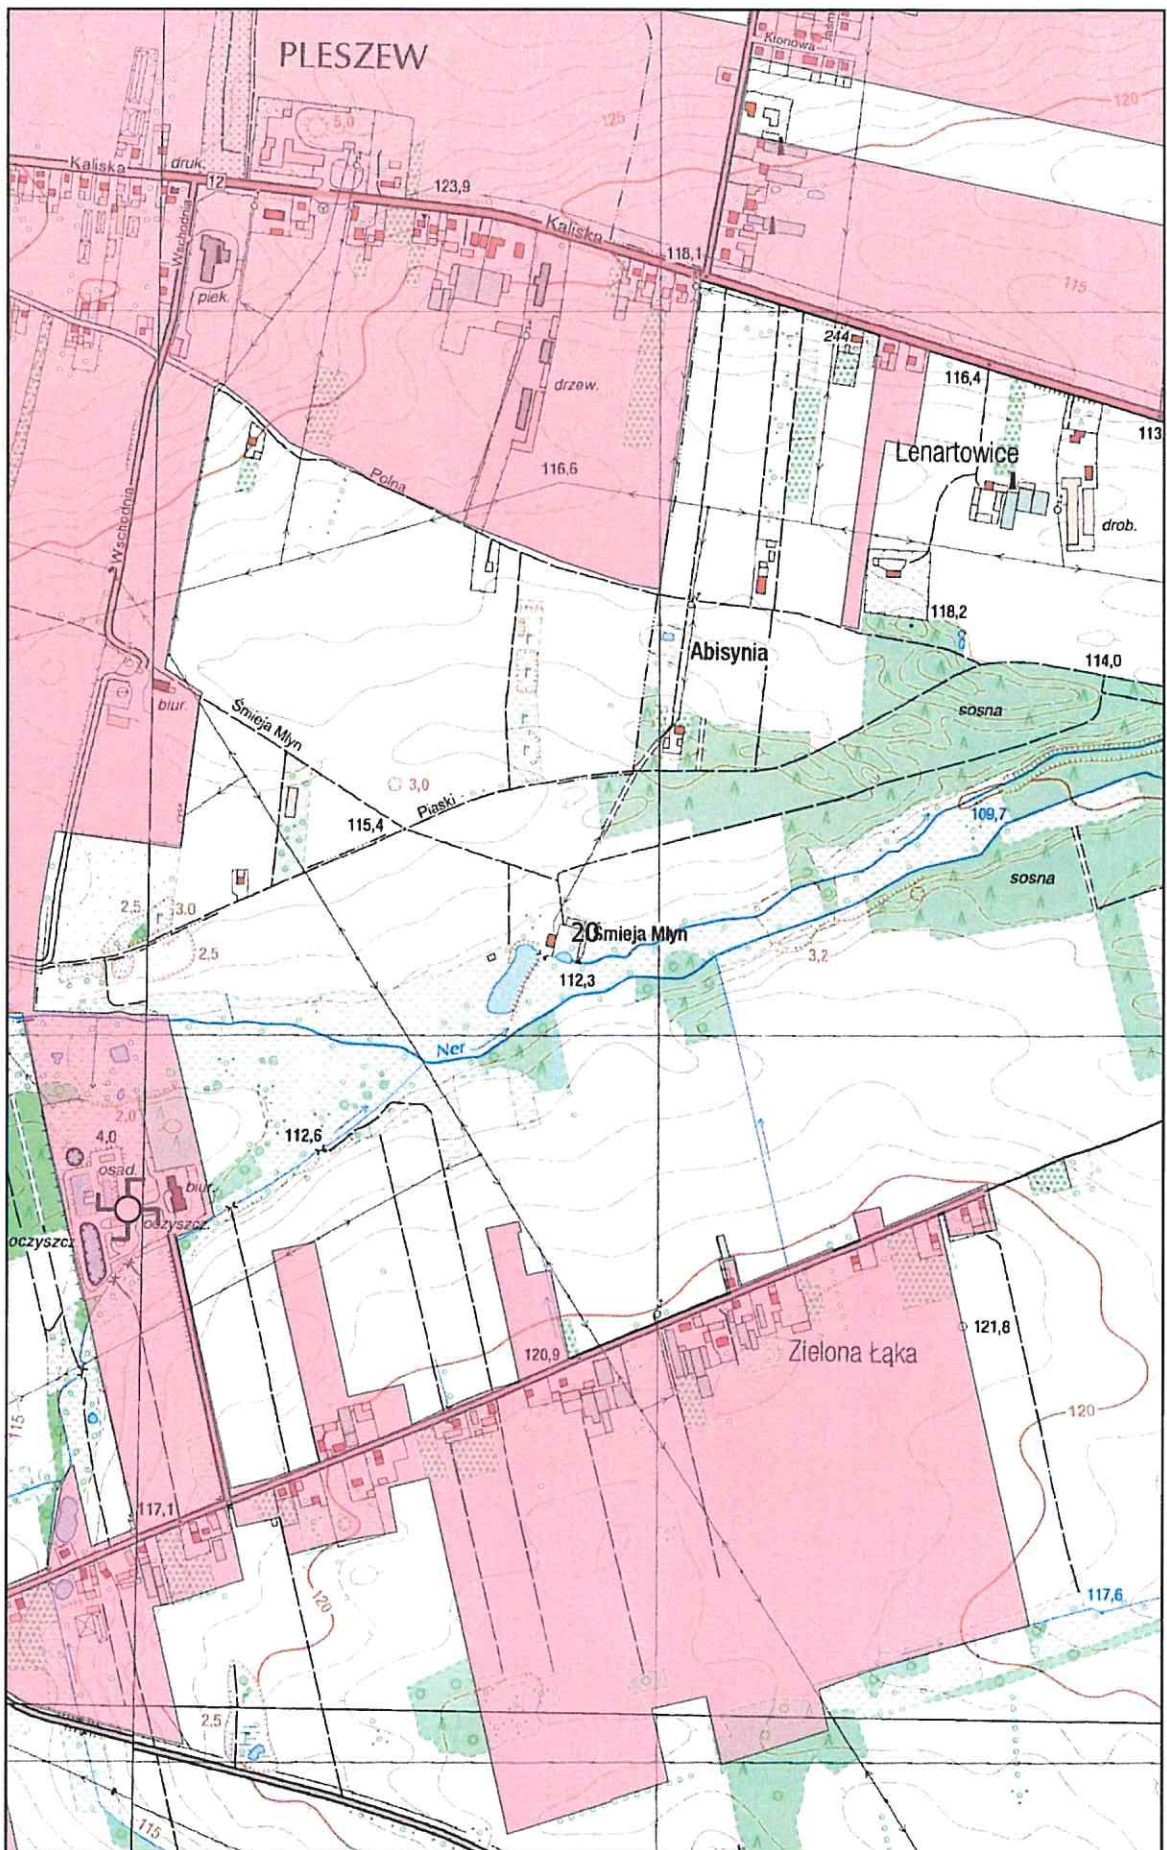 PLESZEW
Klonowa
120
125
5,0
Kaliska
druk.
12
123,9
Wschodnia
Kaliska
118,1
piek.
115
244
116,4
drzew.
113
Lenartowice
116,6
Polna
Wschodnia
drob.
118,2
Abisynia
114,0
biur.
Śmieja Młyn
sosna
3,0
Piaski
115,4
109,7
sosna
2,5
3,0
20
Śmieja Młyn
2,5
3,2
112,3
Ner
2,0
112,6
4,0
osad.
biur.
oczyszcz.
oczyszcz.
121,8
120,9
Zielona Łąka
115
120
117,1
120
117,6
2,5
115